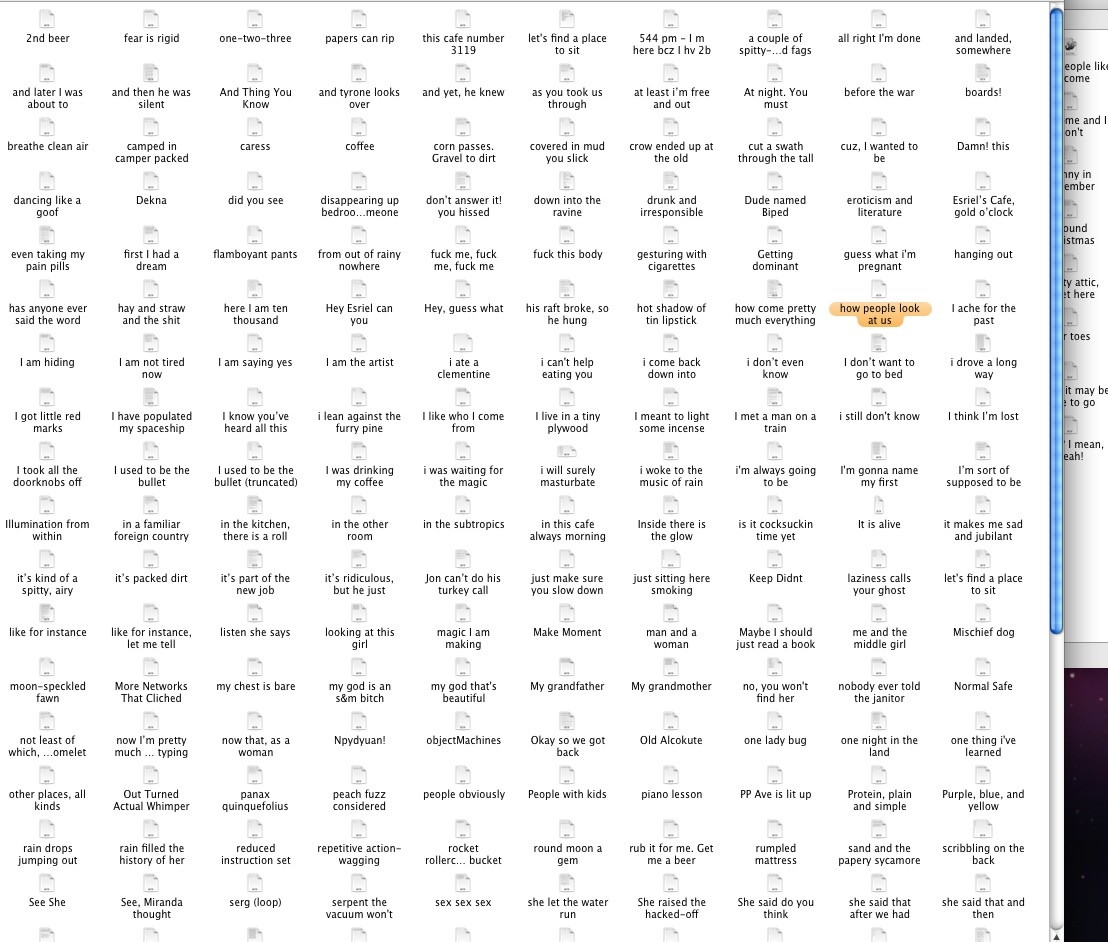 2nd beer
fear is rigid
one-two-three
papers can rip
this cafe number
3119
let's find a place
to sit
544 pm - I m
here bcz I hv 2b
a couple of
spitty-...d fags
all right I'm done
and landed,
somewhere
and later I was
about to
and then he was
silent
And Thing You
Know
and tyrone looks
over
and yet, he knew
as you took us
through
at least i'm free
and out
At night. You
must
before the war
boards!
breathe clean air
camped in
camper packed
caress
coffee
corn passes.
Gravel to dirt
covered in mud
you slick
crow ended up at
the old
cut a swath
through the tall
cuz, I wanted to
be
Damn! this
dancing like a
goof
Dekna
did you see
disappearing up
bedroo...meone
don't answer it!
you hissed
down into the
ravine
drunk and
irresponsible
Dude named
Biped
eroticism and
literature
Esriel's Cafe,
gold o'clock
even taking my
pain pills
first I had a
dream
flamboyant pants
from out of rainy
nowhere
fuck me, fuck
me, fuck me
fuck this body
gesturing with
cigarettes
Getting
dominant
guess what i'm
pregnant
hanging out
has anyone ever
said the word
hay and straw
and the shit
here I am ten
thousand
Hey Esriel can
you
Hey, guess what
his raft broke, so
he hung
hot shadow of
tin lipstick
how come pretty
much everything
how people look
at us
I ache for the
past
I am hiding
I am not tired
now
I am saying yes
I am the artist
i ate a
clementine
i can't help
eating you
i come back
down into
i don't even
know
I don't want to
go to bed
i drove a long
way
I got little red
marks
I have populated
my spaceship
I know you've
heard all this
i lean against the
furry pine
I like who I come
from
I live in a tiny
plywood
I meant to light
some incense
I met a man on a
train
i still don't know
I think I'm lost
I took all the
doorknobs off
I used to be the
bullet
I used to be the
bullet (truncated)
I was drinking
my coffee
i was waiting for
the magic
i will surely
masturbate
i woke to the
music of rain
i'm always going
to be
I'm gonna name
my first
I'm sort of
supposed to be
Illumination from
within
in a familiar
foreign country
in the kitchen,
there is a roll
in the other
room
in the subtropics
in this cafe
always morning
Inside there is
the glow
is it cocksuckin
time yet
It is alive
it makes me sad
and jubilant
it's kind of a
spitty, airy
it's packed dirt
it's part of the
new job
it's ridiculous,
but he just
Jon can't do his
turkey call
just make sure
you slow down
just sitting here
smoking
Keep Didnt
laziness calls
your ghost
let's find a place
to sit
like for instance
like for instance,
let me tell
listen she says
looking at this
girl
magic I am
making
Make Moment
man and a
woman
Maybe I should
just read a book
me and the
middle girl
Mischief dog
moon-speckled
fawn
More Networks
That Cliched
my chest is bare
my god is an
s&m bitch
my god that's
beautiful
My grandfather
My grandmother
no, you won't
find her
nobody ever told
the janitor
Normal Safe
not least of
which, ...omelet
now I'm pretty
much ... typing
now that, as a
woman
Npydyuan!
objectMachines
Okay so we got
back
Old Alcokute
one lady bug
one night in the
land
one thing i've
learned
other places, all
kinds
Out Turned
Actual Whimper
panax
quinquefolius
peach fuzz
considered
people obviously
People with kids
piano lesson
PP Ave is lit up
Protein, plain
and simple
Purple, blue, and
yellow
rain drops
jumping out
rain filled the
history of her
reduced
instruction set
repetitive action-
wagging
rocket
rollerc... bucket
round moon a
gem
rub it for me. Get
me a beer
rumpled
mattress
sand and the
papery sycamore
scribbling on the
back
See She
See, Miranda
thought
serg (loop)
serpent the
vacuum won't
sex sex sex
she let the water
run
She raised the
hacked-off
She said do you
think
she said that
after we had
she said that and
then
eople like
come
me and I
on't
nny in
ember
ound
istmas
ty attic,
et here
r toes
it may be
e to go
I mean,
eah!